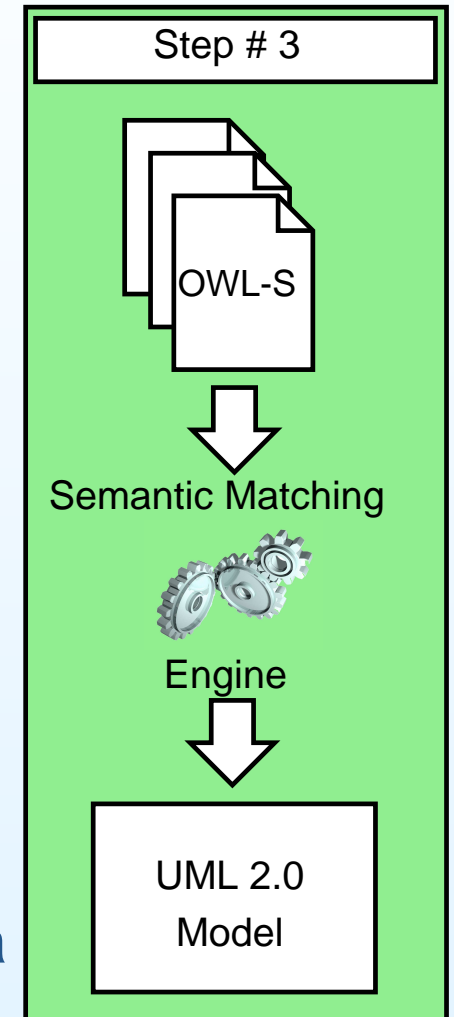 Step # 3
OWL-S
Semantic Matching
Engine
UML 2.0
Model